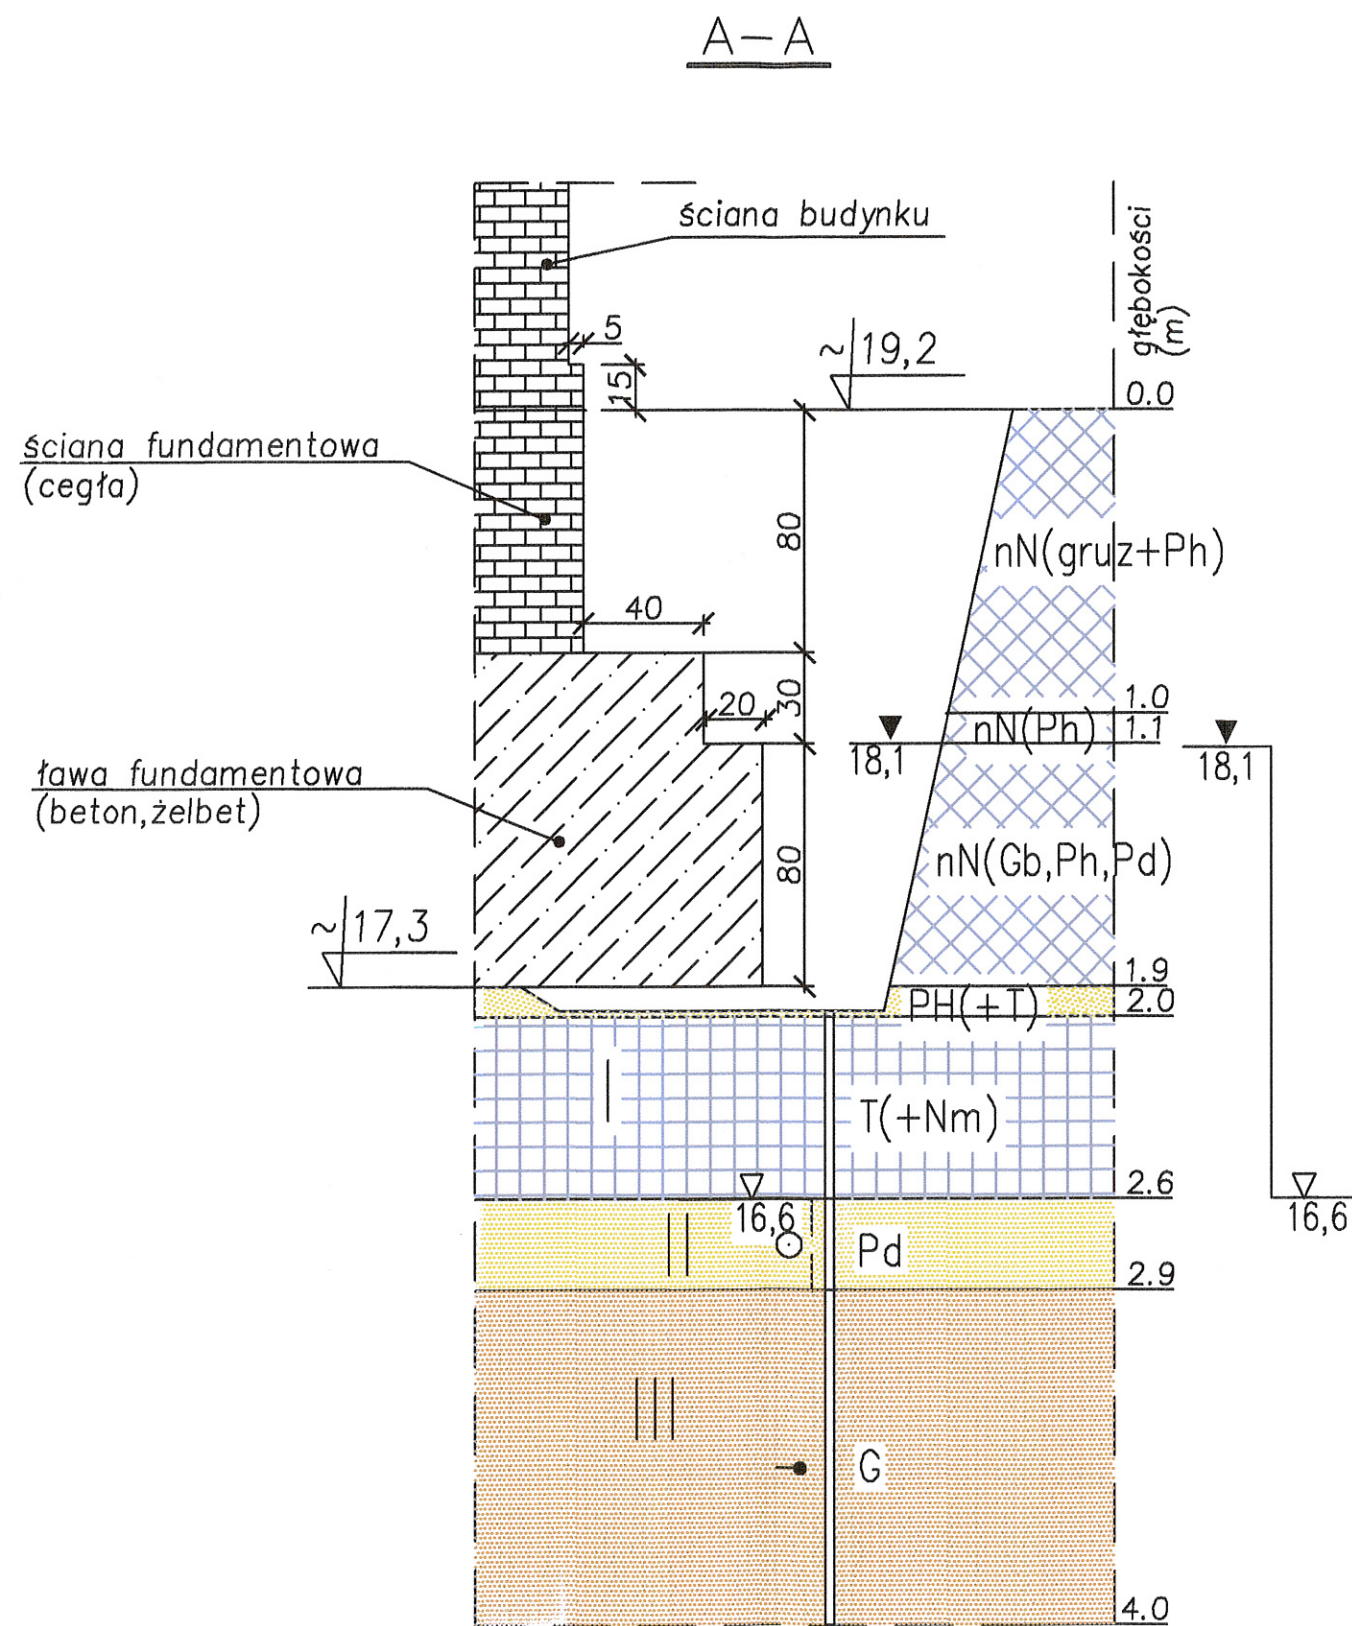 A-A
ściana budynku
głębokości
(m)
5
15
~19,2
0.0
ściana fundamentowa
(cegła)
80
nN(gruz+Ph)
40
20
30
1.0
nN(Ph)
1.1
18,1
18,1
ława fundamentowa
(beton,żelbet)
80
nN(Gb,Ph,Pd)
~17,3
1.9
PH(+T)
2.0
I
T(+Nm)
2.6
16,6
16,6
II
Pd
2.9
III
G
4.0